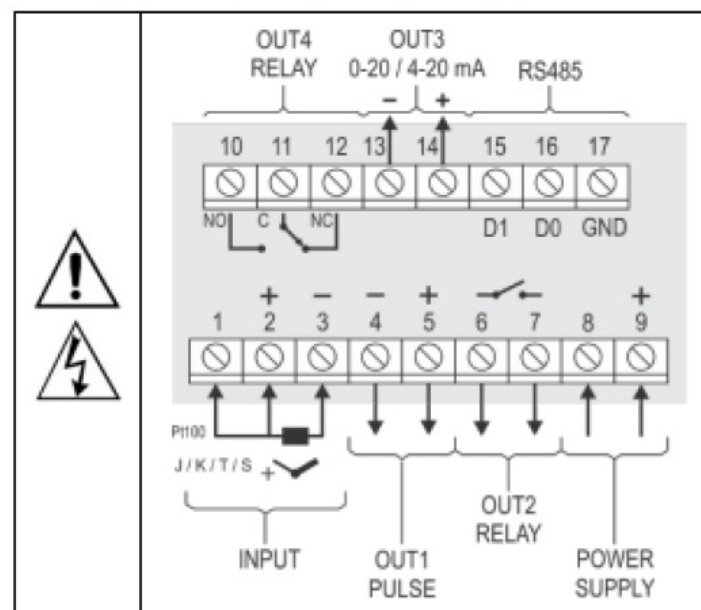 OUT4 OUT3
RELAY 0-20 / 4-20 mA RS485
− +
10 11 12 13 14 15 16 17
NO C NC D1 D0 GND
+ − − + +
1 2 3 4 5 6 7 8 9
Pt100
J / K / T / S +
INPUT OUT1 OUT2 POWER
PULSE RELAY SUPPLY